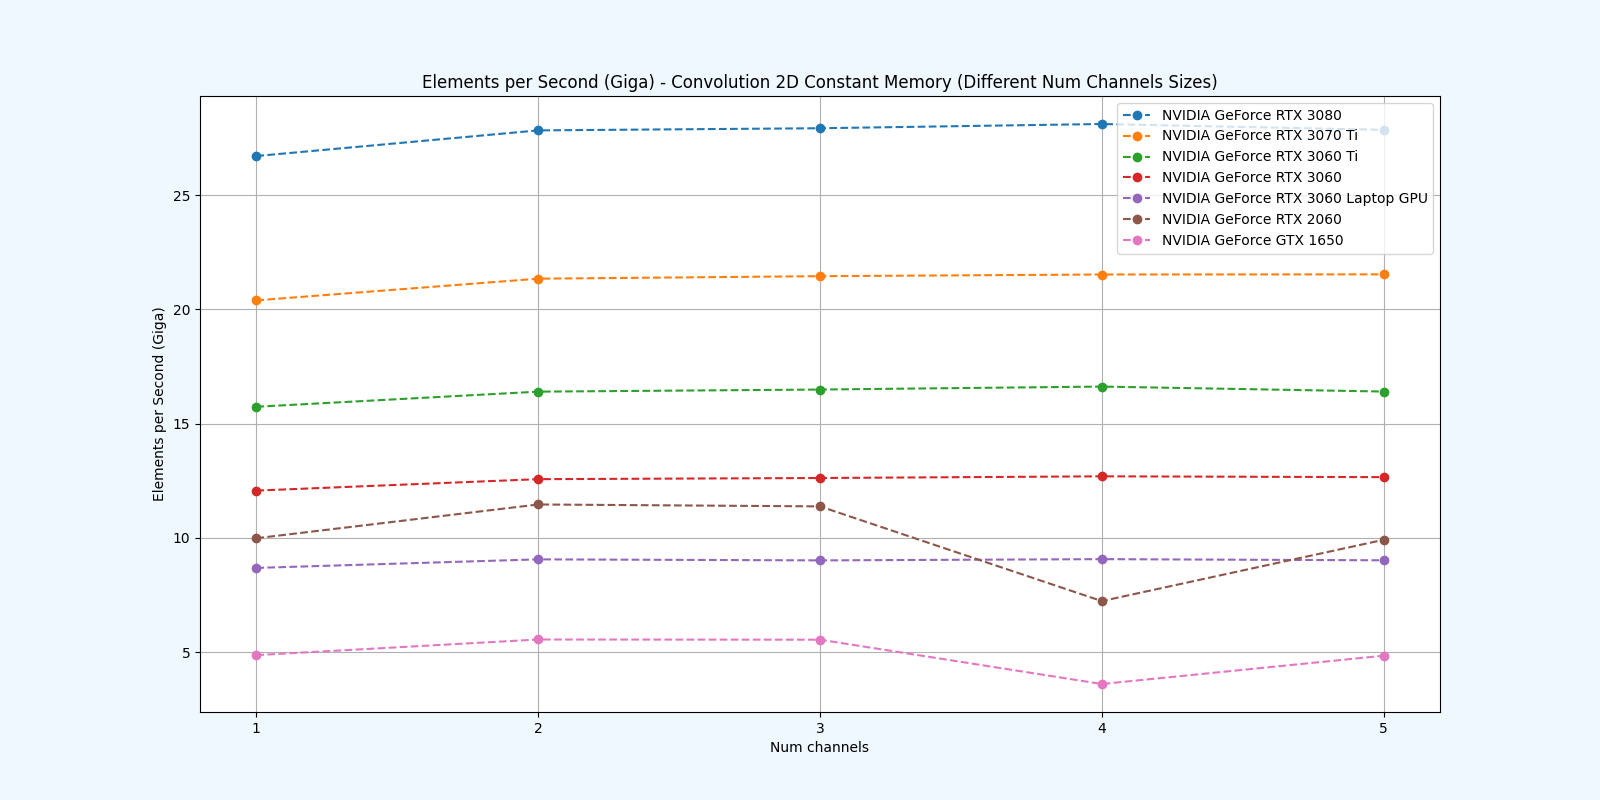 Elements per Second (Giga) - Convolution 2D Constant Memory (Different Num Channels Sizes)
NVIDIA GeForce RTX 3080
NVIDIA GeForce RTX 3070 Ti
NVIDIA GeForce RTX 3060 Ti
NVIDIA GeForce RTX 3060
NVIDIA GeForce RTX 3060 Laptop GPU
NVIDIA GeForce RTX 2060
NVIDIA GeForce GTX 1650
Elements per Second (Giga)
25
20
15
10
5
1 2 3 4 5
Num channels